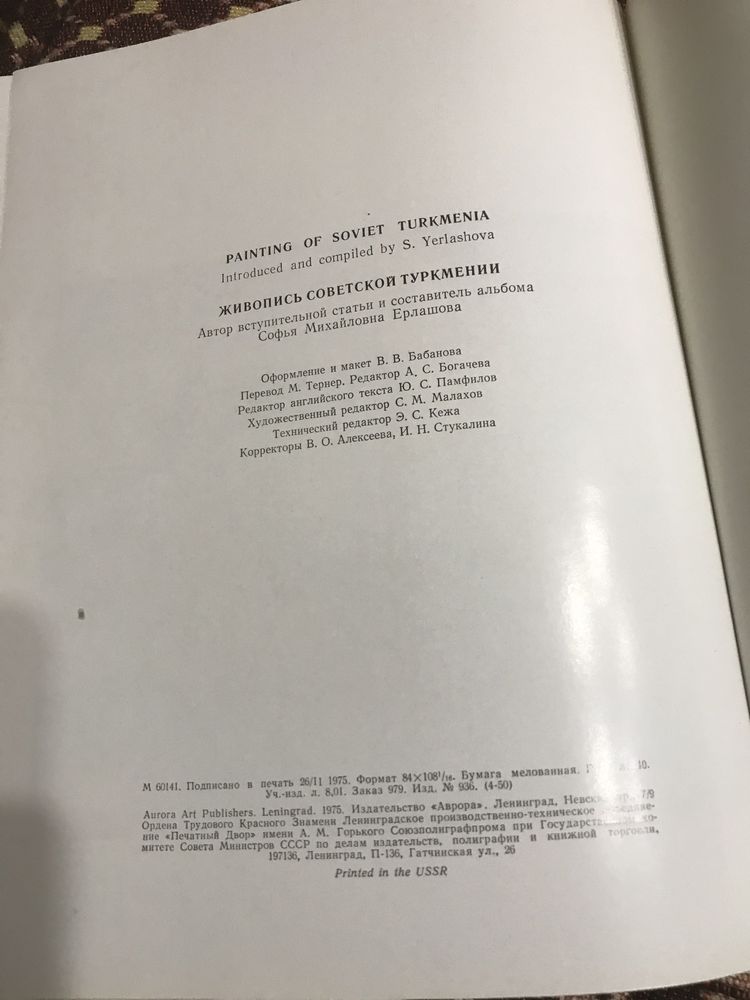 PAINTING OF SOVIET TURKMENIA
Introduced and compiled by S. Yerlashova
ЖИВОПИСЬ СОВЕТСКОЙ ТУРКМЕНИИ
Автор вступительной статьи и составитель альбома
Софья Михайловна Ерлашова
Оформление и макет В. В. Бабанова
Перевод М. Тернер. Редактор А. С. Богачева
Редактор английского текста Ю. С. Памфилов
Художественный редактор С. М. Малахов
Технический редактор Э. С. Кежа
Корректоры В. О. Алексеева, И. Н. Стукалина
М 60141. Подписано в печать 26/II 1975. Формат 84×108¹/₁₆. Бумага мелованная.
Уч.-изд. л. 8,01. Заказ 979. Изд. № 936. (4-50)
Aurora Art Publishers. Leningrad. 1975. Издательство «Аврора». Ленинград, 7/9
Ордена Трудового Красного Знамени Ленинградское производственно-техническое
ние «Печатный Двор» имени А. М. Горького Союзполиграфпрома при ко-
митете Совета Министров СССР по делам издательств, полиграфии и книжной торговли,
197136, Ленинград, П-136, Гатчинская ул., 26
Printed in the USSR